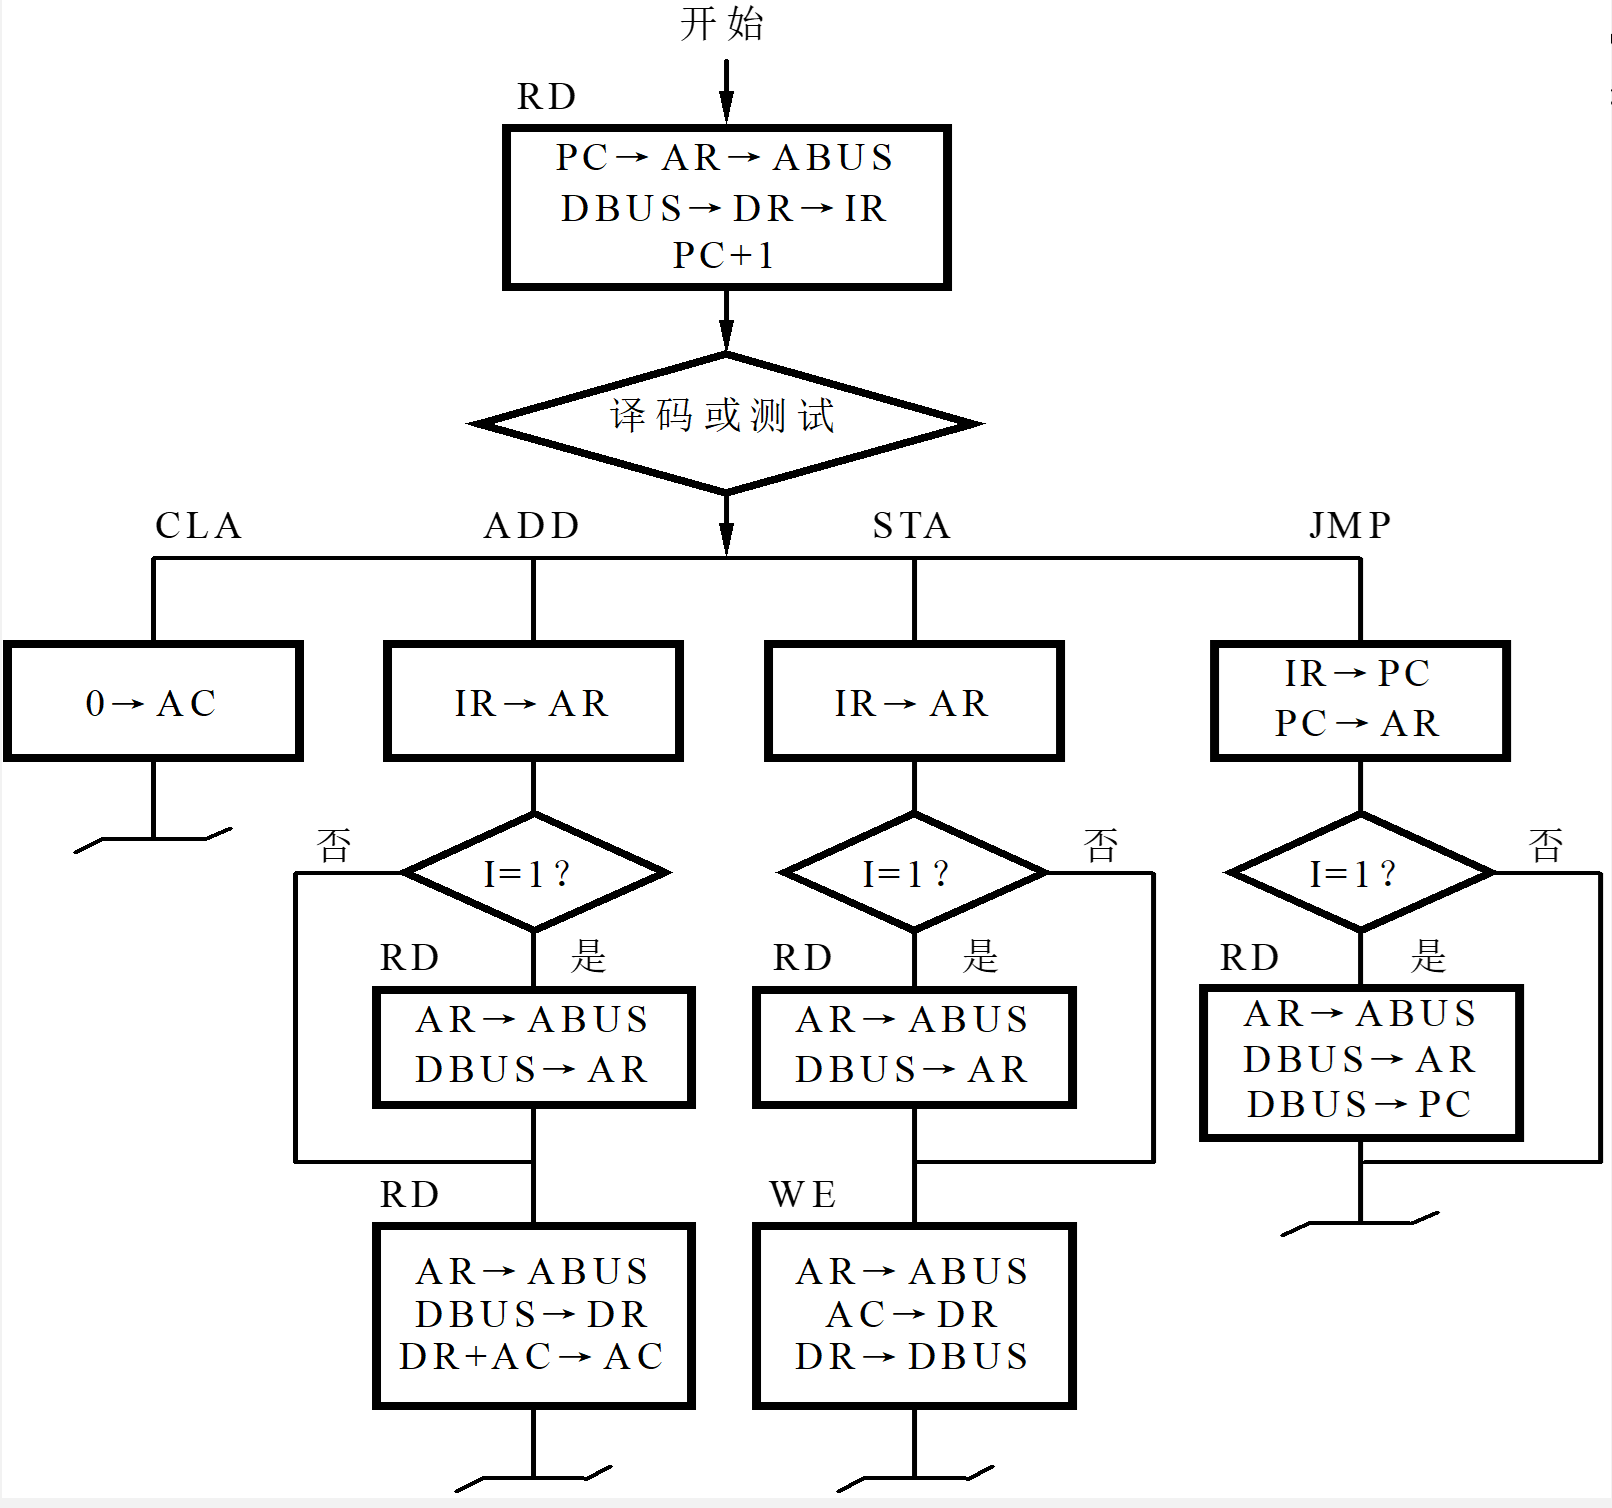 开始
RD
PC→AR→ABUS
DBUS→DR→IR
PC+1
译码或测试
CLA
ADD
STA
JMP
0→AC
IR→AR
IR→AR
IR→PC
PC→AR
否
I=1?
I=1?
否
I=1?
否
RD
是
RD
是
RD
是
AR→ABUS
DBUS→AR
AR→ABUS
DBUS→AR
AR→ABUS
DBUS→AR
DBUS→PC
RD
WE
AR→ABUS
DBUS→DR
DR+AC→AC
AR→ABUS
AC→DR
DR→DBUS